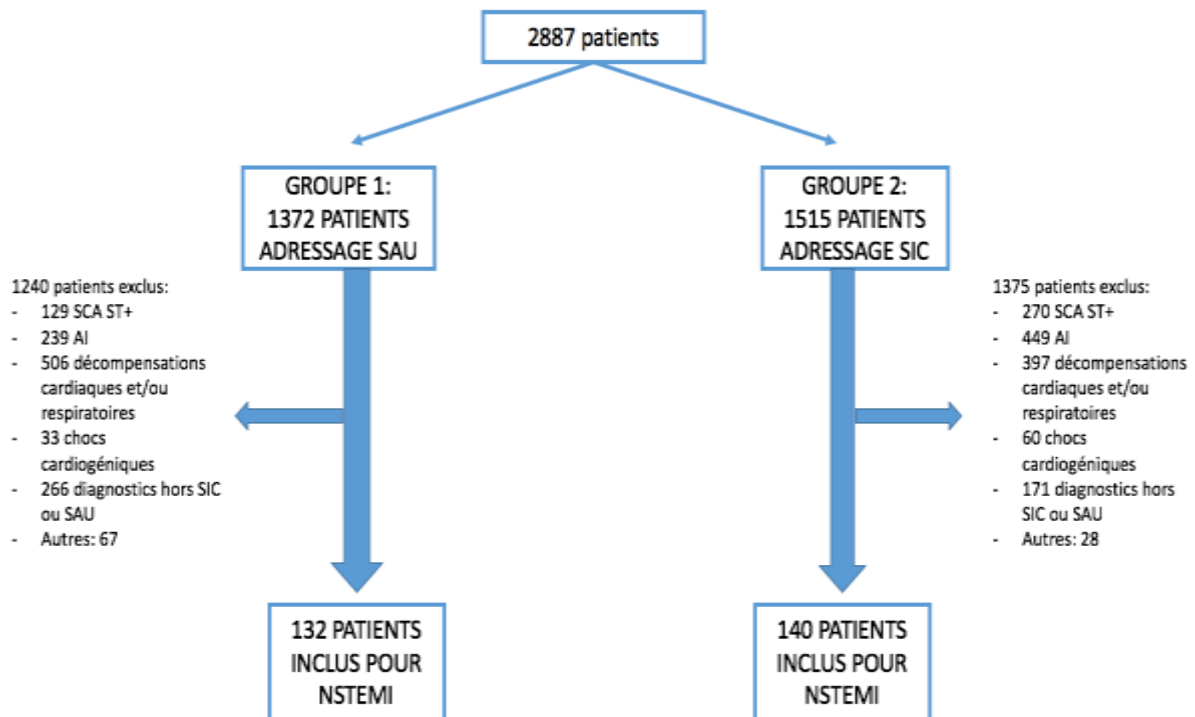 2887 patients
GROUPE 1:
1372 PATIENTS
ADRESSAGE SAU
GROUPE 2:
1515 PATIENTS
ADRESSAGE SIC
1240 patients exclus:
- 129 SCA ST+
- 239 AI
- 506 décompensations
cardiaques et/ou
respiratoires
- 33 chocs
cardiogéniques
- 266 diagnostics hors SIC
ou SAU
- Autres: 67
1375 patients exclus:
- 270 SCA ST+
- 449 AI
- 397 décompensations
cardiaques et/ou
respiratoires
- 60 chocs
cardiogéniques
- 171 diagnostics hors
SIC ou SAU
- Autres: 28
132 PATIENTS
INCLUS POUR
NSTEMI
140 PATIENTS
INCLUS POUR
NSTEMI